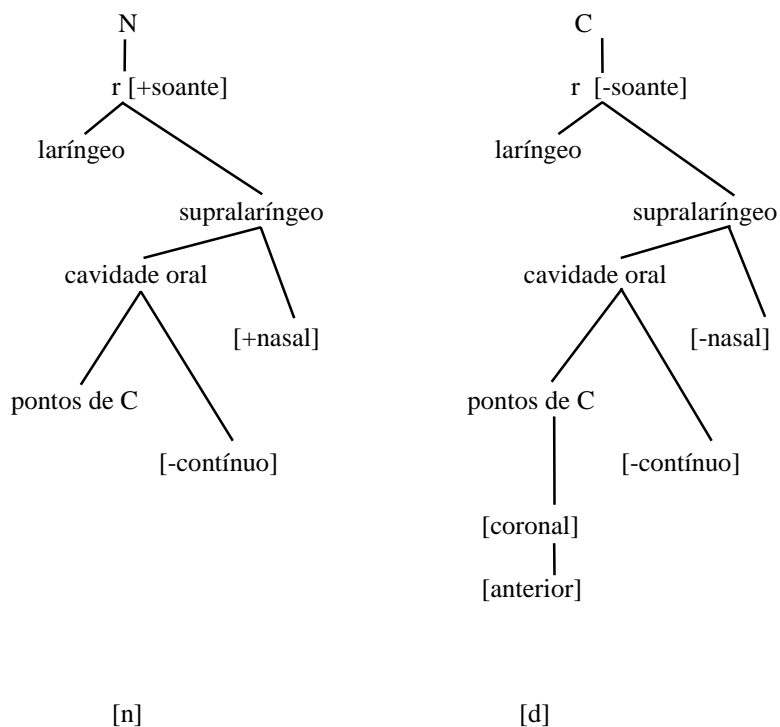 N C
r [+soante] r [-soante]
laríngeo laríngeo
supralaríngeo supralaríngeo
cavidade oral cavidade oral
[+nasal] [-nasal]
pontos de C pontos de C
[-contínuo] [-contínuo]
[coronal]
[anterior]
[n] [d]